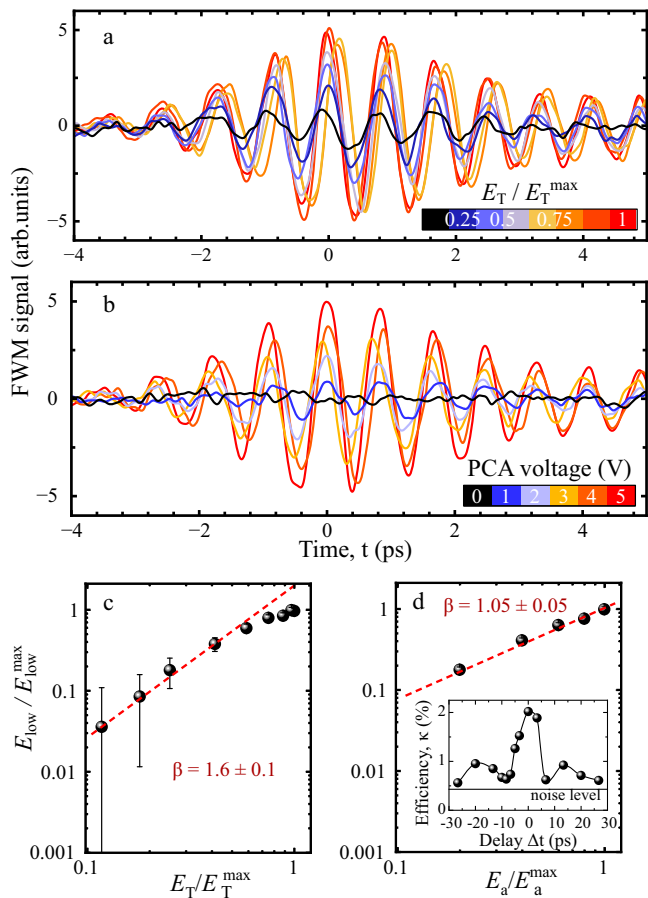 a
5
0
−5
−4 −2 0 2 4
E_T / E_T^max
0.25 0.5 0.75 1
FWM signal (arb.units)
b
5
0
−5
PCA voltage (V)
0 1 2 3 4 5
−4 −2 0 2 4
Time, t (ps)
c
1
0.1
0.01
0.001
E_low / E_low^max
β = 1.6 ± 0.1
0.1 1
E_T/E_T^max
d
β = 1.05 ± 0.05
1
0.1
0.01
0.001
Efficiency, κ (%)
2
1
0
noise level
-30 -20 -10 0 10 20 30
Delay Δt (ps)
0.1 1
E_a/E_a^max